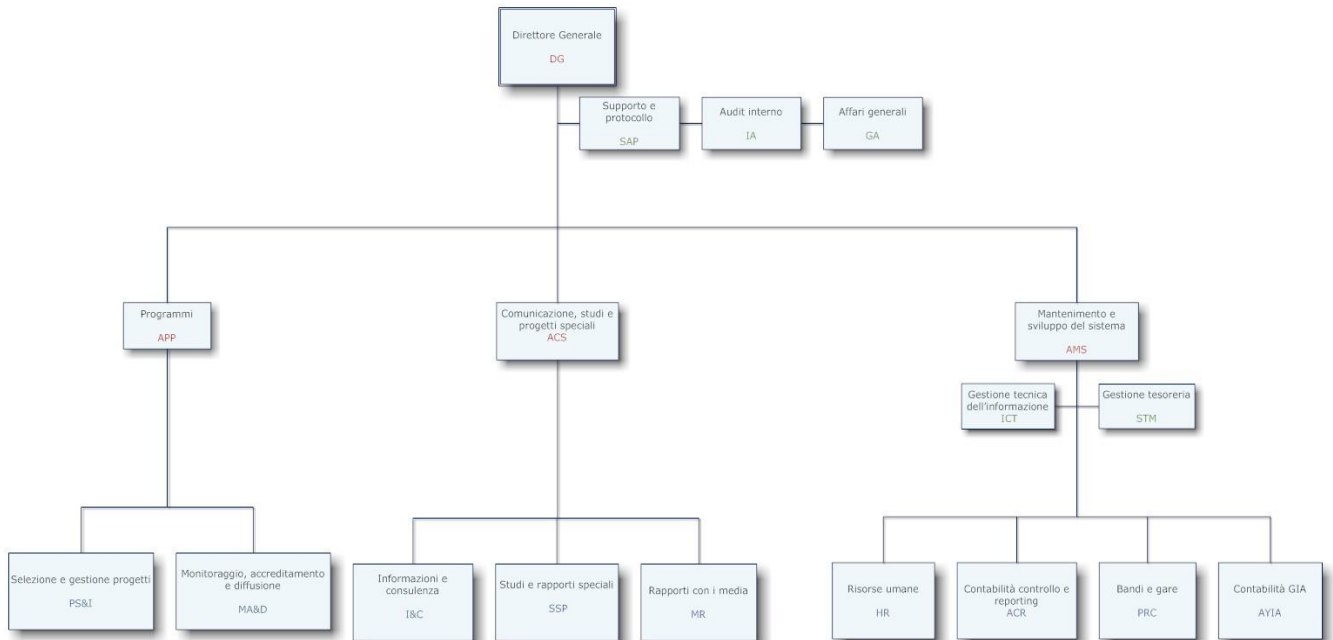 Direttore Generale
DG
Supporto e
protocollo
SAP
Audit interno
IA
Affari generali
GA
Programmi
APP
Comunicazione, studi e
progetti speciali
ACS
Mantenimento e
sviluppo del sistema
AMS
Gestione tecnica
dell'informazione
ICT
Gestione tesoreria
STM
Selezione e gestione progetti
PS&I
Monitoraggio, accreditamento
e diffusione
MA&D
Informazioni e
consulenza
I&C
Studi e rapporti speciali
SSP
Rapporti con i media
MR
Risorse umane
HR
Contabilità controllo e
reporting
ACR
Bandi e gare
PRC
Contabilità GIA
AYIA